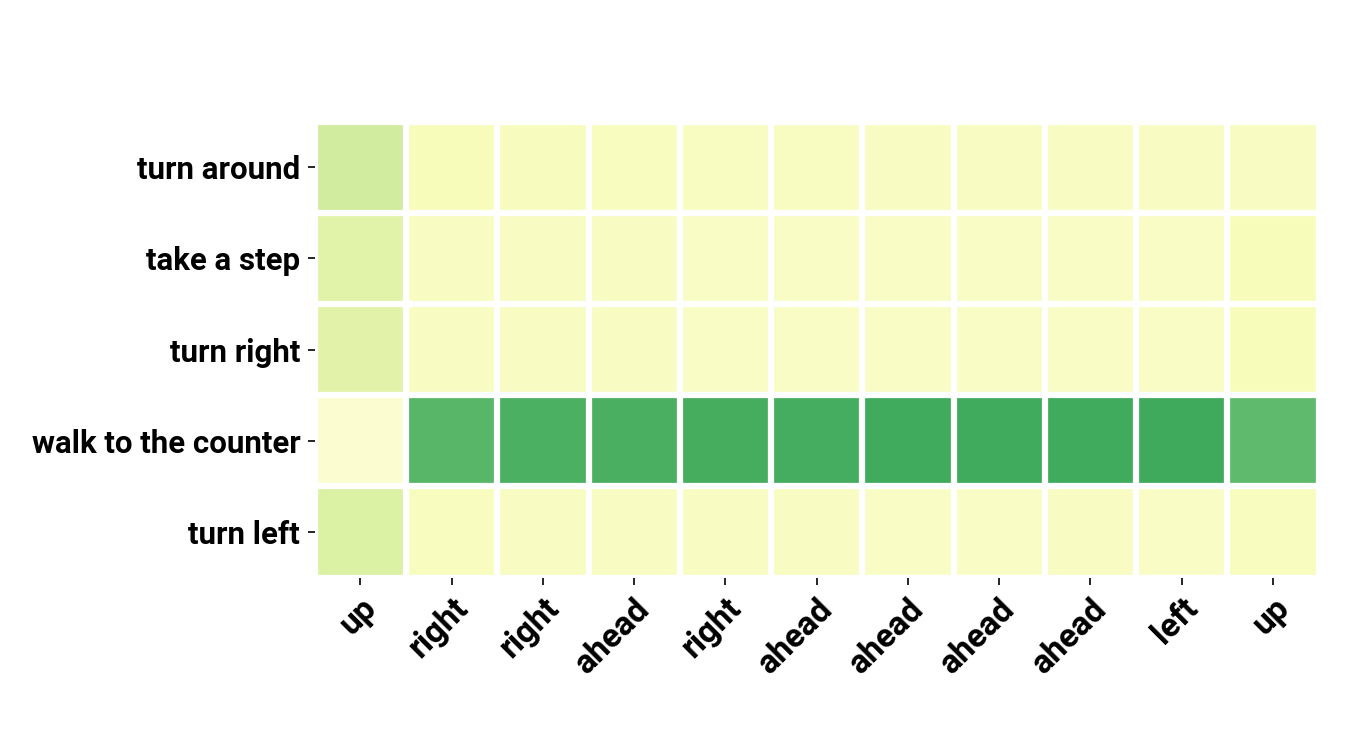 turn around
take a step
turn right
walk to the counter
turn left
up
right
right
ahead
right
ahead
ahead
ahead
ahead
left
up